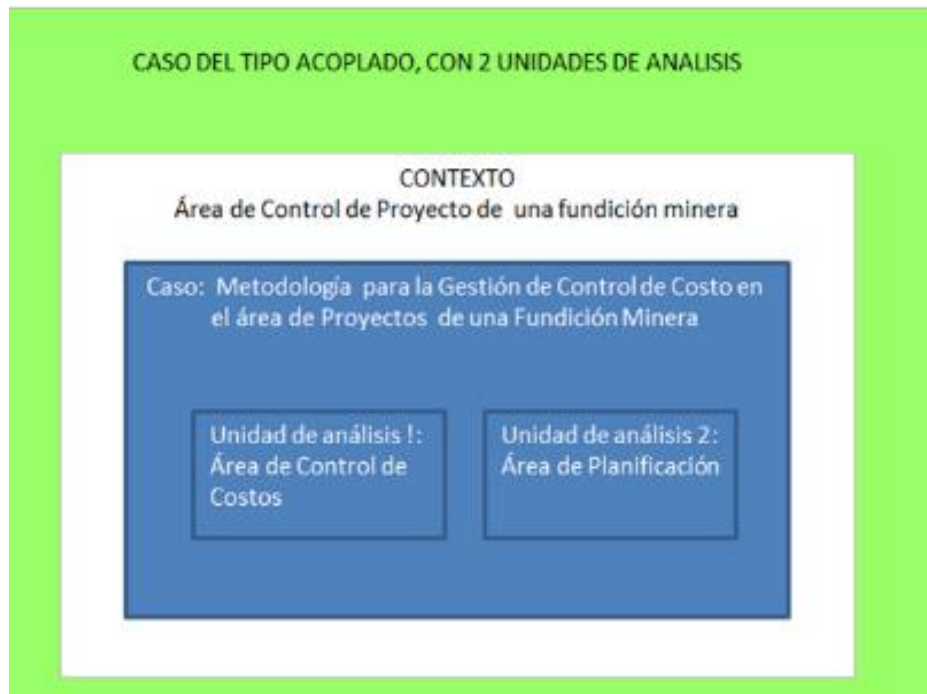 CASO DEL TIPO ACOPLADO, CON 2 UNIDADES DE ANALISIS
CONTEXTO
Área de Control de Proyecto de una fundición minera
Caso: Metodología para la Gestión de Control de Costo en
el área de Proyectos de una Fundición Minera
Unidad de análisis !:
Área de Control de
Costos
Unidad de análisis 2:
Área de Planificación